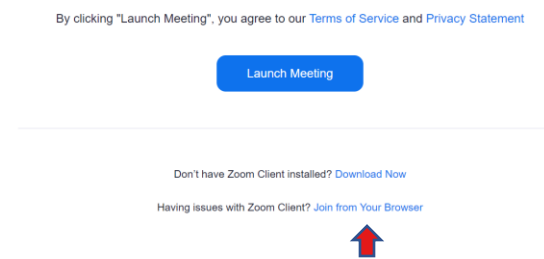 By clicking "Launch Meeting", you agree to our Terms of Service and Privacy Statement
Launch Meeting
Don't have Zoom Client installed? Download Now
Having issues with Zoom Client? Join from Your Browser